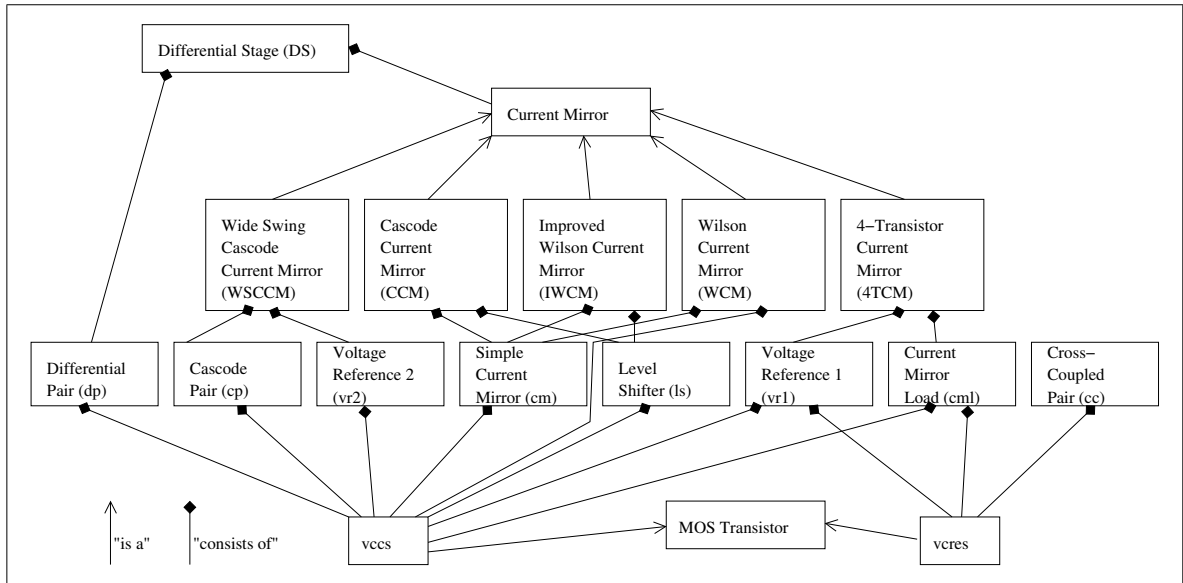 Differential Stage (DS)
Current Mirror
Wide Swing
Cascode
Current Mirror
(WSCCM)
Cascode
Current
Mirror
(CCM)
Improved
Wilson Current
Mirror
(IWCM)
Wilson
Current
Mirror
(WCM)
4−Transistor
Current
Mirror
(4TCM)
Differential
Pair (dp)
Cascode
Pair (cp)
Voltage
Reference 2
(vr2)
Simple
Current
Mirror (cm)
Level
Shifter (ls)
Voltage
Reference 1
(vr1)
Current
Mirror
Load (cml)
Cross−
Coupled
Pair (cc)
"is a"
"consists of"
vccs
MOS Transistor
vcres